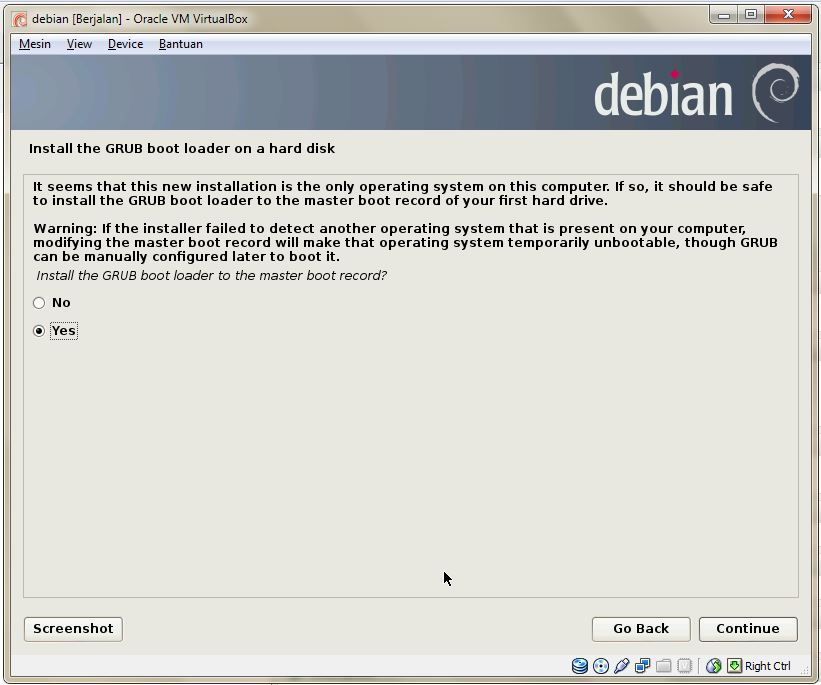 debian [Berjalan] - Oracle VM VirtualBox
Mesin View Device Bantuan
debian
Install the GRUB boot loader on a hard disk
It seems that this new installation is the only operating system on this computer. If so, it should be safe
to install the GRUB boot loader to the master boot record of your first hard drive.
Warning: If the installer failed to detect another operating system that is present on your computer,
modifying the master boot record will make that operating system temporarily unbootable, though GRUB
can be manually configured later to boot it.
Install the GRUB boot loader to the master boot record?
No
Yes
Screenshot Go Back Continue
Right Ctrl